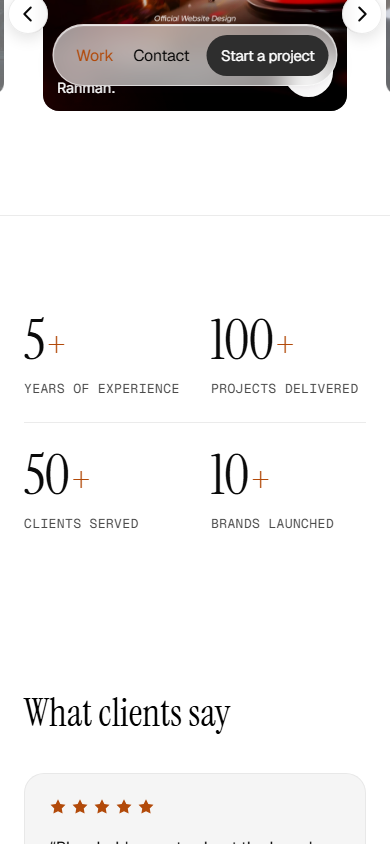 Official Website Design
Work
Contact
Start a project
Rahman.
5+
100+
YEARS OF EXPERIENCE
PROJECTS DELIVERED
50+
10+
CLIENTS SERVED
BRANDS LAUNCHED
What clients say